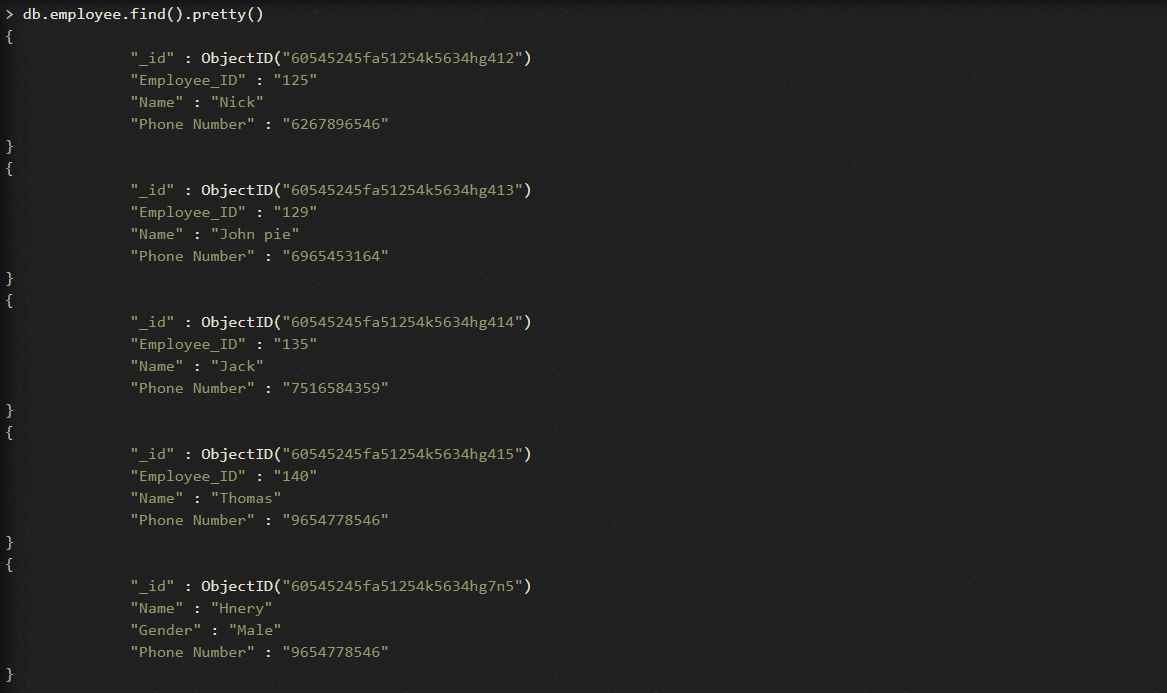 > db.employee.find().pretty()
{
"_id" : ObjectID("60545245fa51254k5634hg412")
"Employee_ID" : "125"
"Name" : "Nick"
"Phone Number" : "6267896546"
}
{
"_id" : ObjectID("60545245fa51254k5634hg413")
"Employee_ID" : "129"
"Name" : "John pie"
"Phone Number" : "6965453164"
}
{
"_id" : ObjectID("60545245fa51254k5634hg414")
"Employee_ID" : "135"
"Name" : "Jack"
"Phone Number" : "7516584359"
}
{
"_id" : ObjectID("60545245fa51254k5634hg415")
"Employee_ID" : "140"
"Name" : "Thomas"
"Phone Number" : "9654778546"
}
{
"_id" : ObjectID("60545245fa51254k5634hg7n5")
"Name" : "Hnery"
"Gender" : "Male"
"Phone Number" : "9654778546"
}